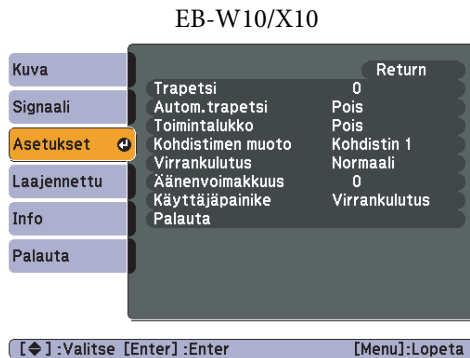 EB-W10/X10
Kuva
Signaali
Asetukset
Laajennettu
Info
Palauta
Return
Trapetsi 0
Autom.trapetsi Pois
Toimintalukko Pois
Kohdistimen muoto Kohdistin 1
Virrankulutus Normaali
Äänenvoimakkuus 0
Käyttäjäpainike Virrankulutus
Palauta
[◆] :Valitse [Enter] :Enter [Menu]:Lopeta